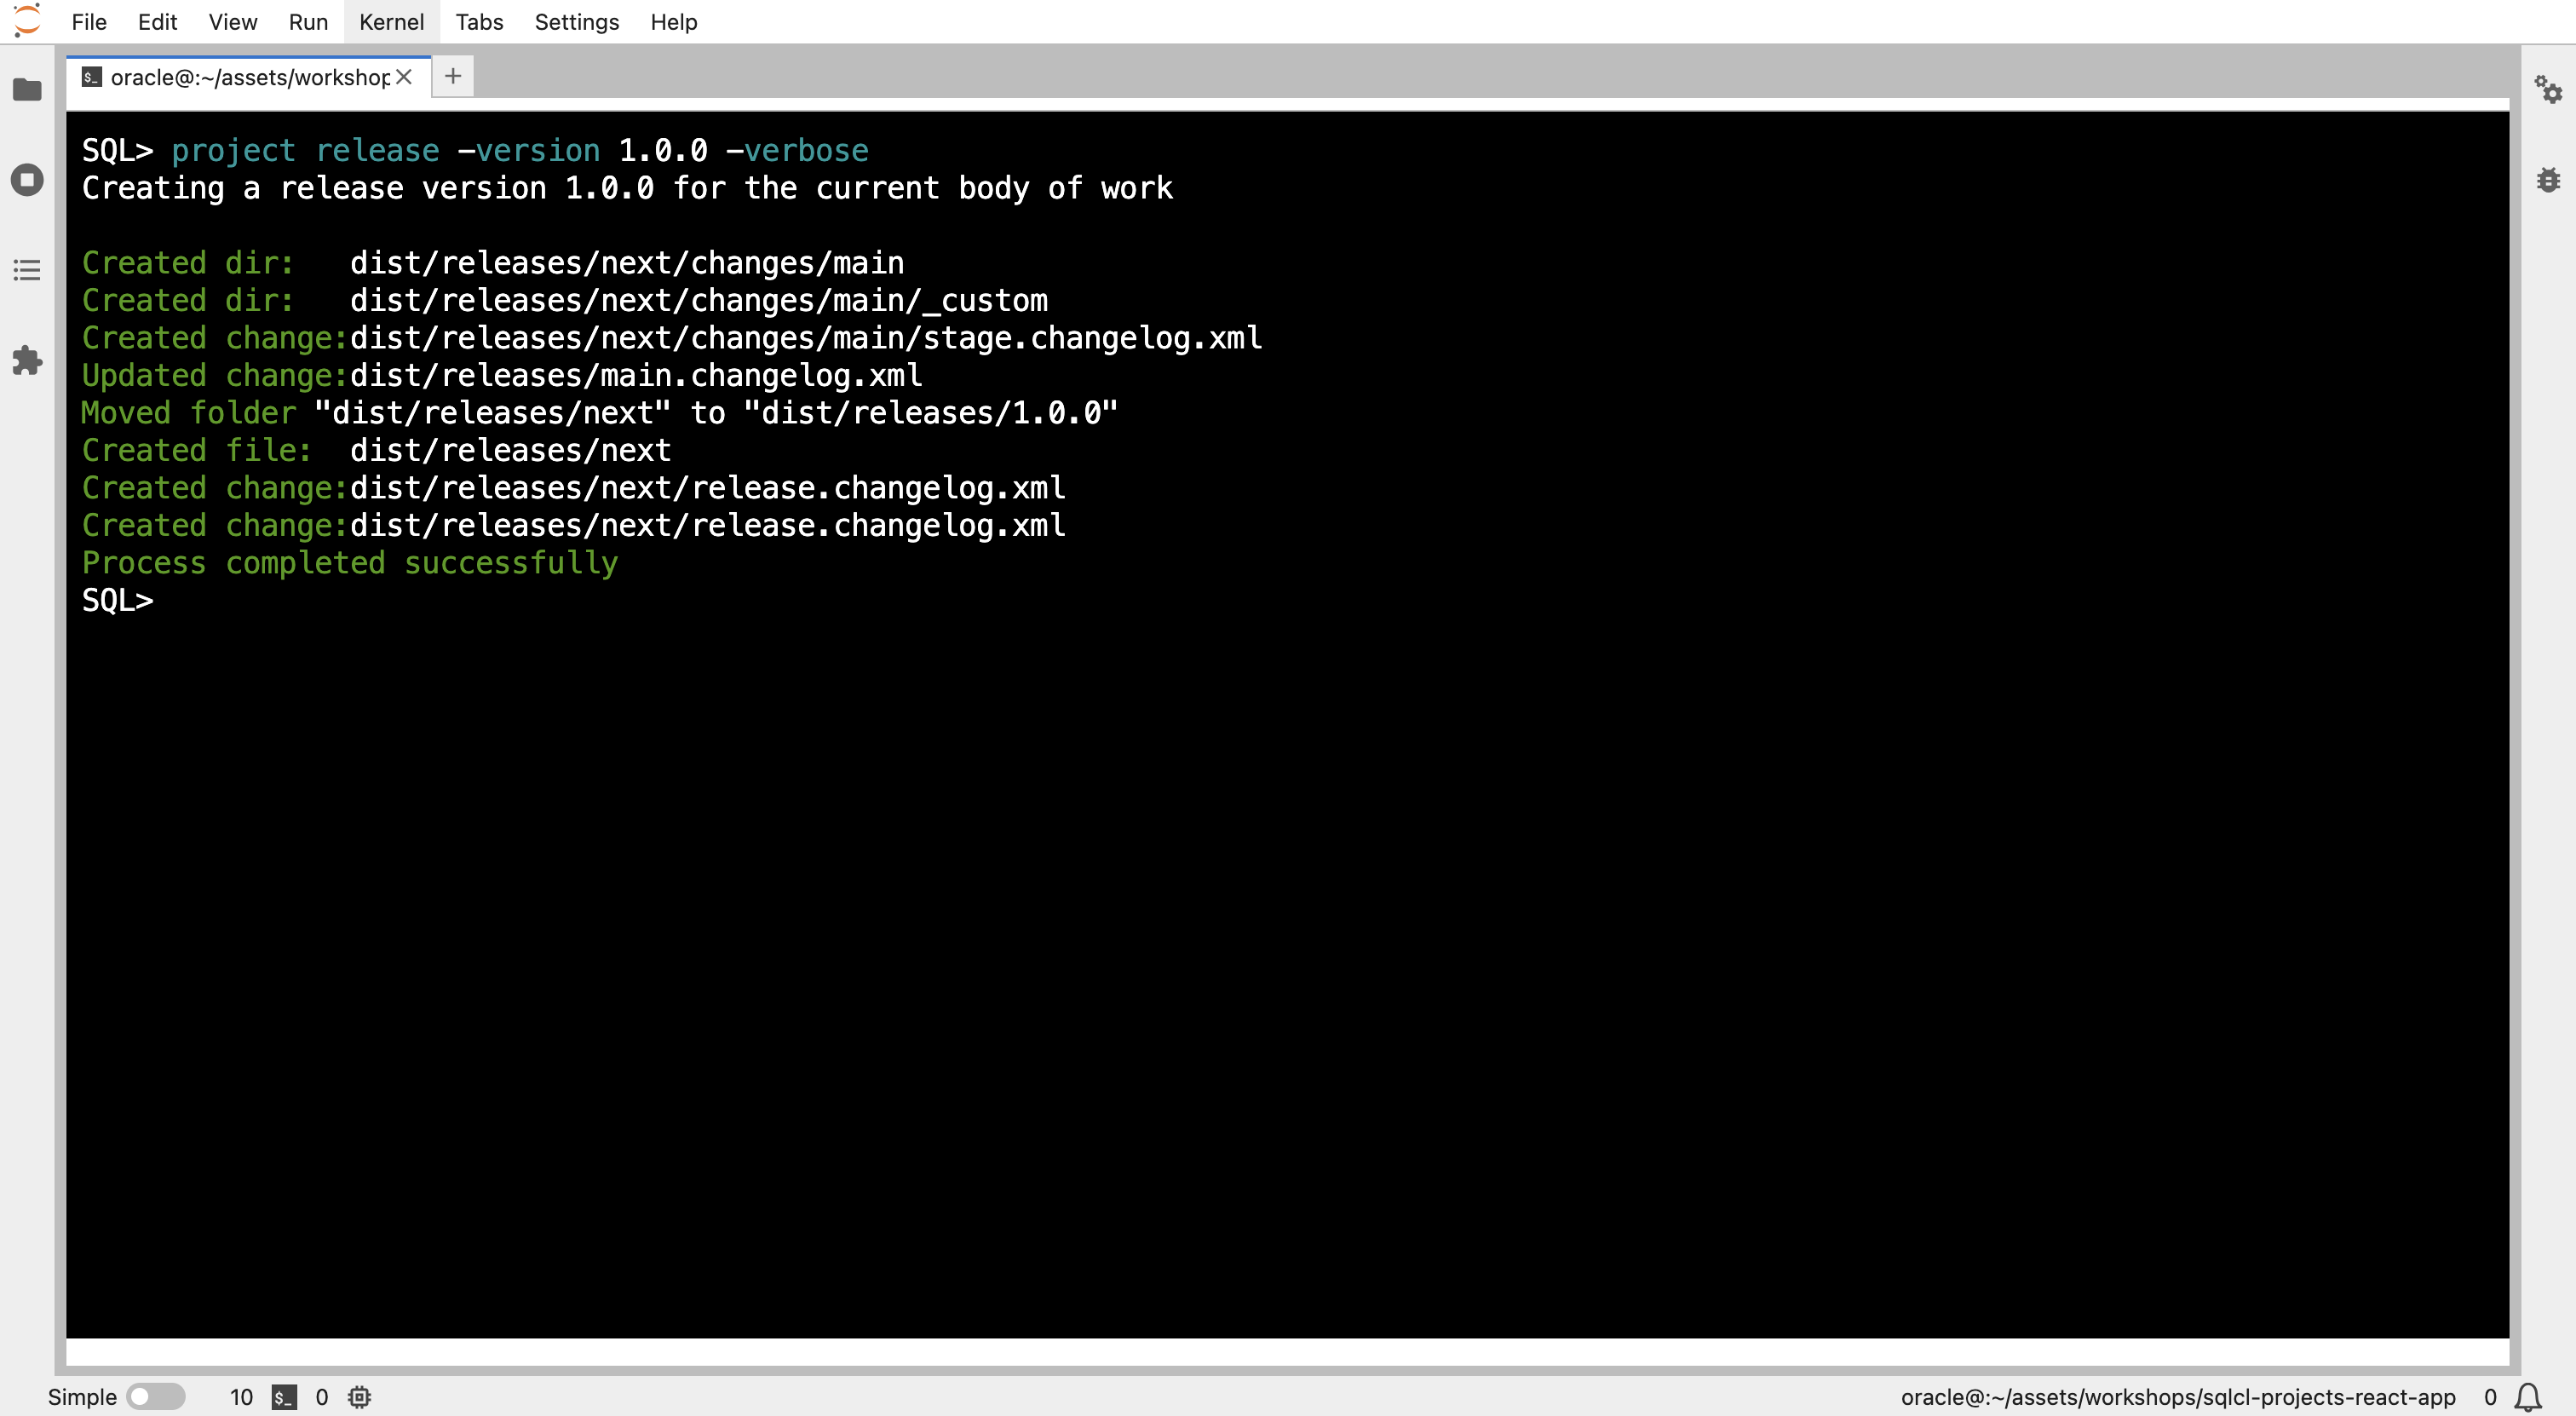 File Edit View Run Kernel Tabs Settings Help
$_ oracle@:~/assets/workshop
SQL> project release -version 1.0.0 -verbose
Creating a release version 1.0.0 for the current body of work
Created dir:   dist/releases/next/changes/main
Created dir:   dist/releases/next/changes/main/_custom
Created change:dist/releases/next/changes/main/stage.changelog.xml
Updated change:dist/releases/main.changelog.xml
Moved folder "dist/releases/next" to "dist/releases/1.0.0"
Created file:  dist/releases/next
Created change:dist/releases/next/release.changelog.xml
Created change:dist/releases/next/release.changelog.xml
Process completed successfully
SQL>
Simple 10 $_ 0 oracle@:~/assets/workshops/sqlcl-projects-react-app 0